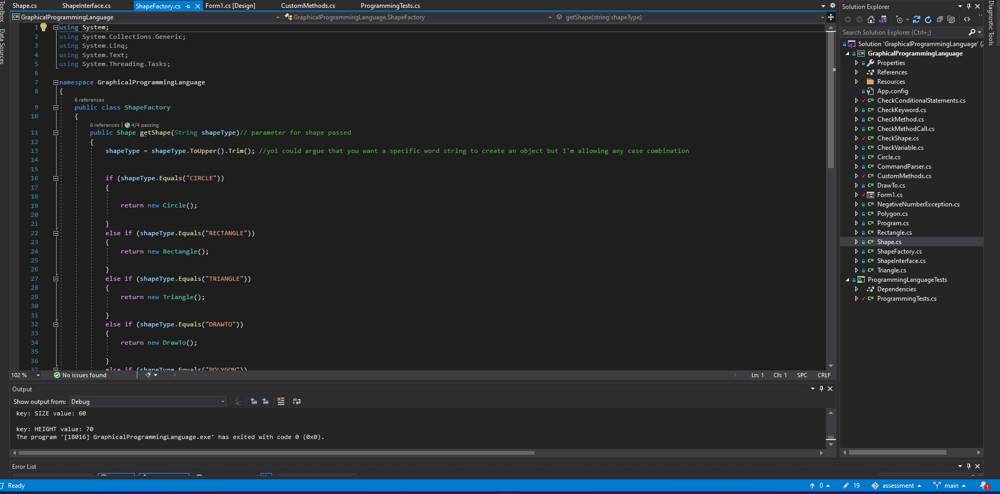 Shape.cs ShapeInterface.cs ShapeFactory.cs Form1.cs [Design] CustomMethods.cs ProgrammingTests.cs
GraphicalProgrammingLanguage GraphicalProgrammingLanguage.ShapeFactory getShape(string shapeType)
Toolbox
Data Sources
1 using System;
2 using System.Collections.Generic;
3 using System.Linq;
4 using System.Text;
5 using System.Threading.Tasks;
6
7 namespace GraphicalProgrammingLanguage
8 {
6 references
9 public class ShapeFactory
10 {
6 references | 4/4 passing
11 public Shape getShape(String shapeType)// parameter for shape passed
12 {
13 shapeType = shapeType.ToUpper().Trim(); //yoi could argue that you want a specific word string to create an object but I'm allowing any case combination
14
15
16 if (shapeType.Equals("CIRCLE"))
17 {
18
19 return new Circle();
20
21 }
22 else if (shapeType.Equals("RECTANGLE"))
23 {
24 return new Rectangle();
25
26 }
27 else if (shapeType.Equals("TRIANGLE"))
28 {
29 return new Triangle();
30
31 }
32 else if (shapeType.Equals("DRAWTO"))
33 {
34 return new DrawTo();
35
36 }
37 else if (shapeType.Equals("POLYGON"))
102 % No issues found Ln: 1 Ch: 1 SPC CRLF
Output
Show output from: Debug
key: SIZE value: 60
key: HEIGHT value: 70
The program '[18016] GraphicalProgrammingLanguage.exe' has exited with code 0 (0x0).
Error List
Solution Explorer
Search Solution Explorer (Ctrl+;)
Solution 'GraphicalProgrammingLanguage' (
C# GraphicalProgrammingLanguage
Properties
References
Resources
App.config
C# CheckConditionalStatements.cs
C# CheckKeyword.cs
C# CheckMethod.cs
C# CheckMethodCall.cs
C# CheckShape.cs
C# CheckVariable.cs
C# Circle.cs
C# CommandParser.cs
C# CustomMethods.cs
C# DrawTo.cs
Form1.cs
C# NegativeNumberException.cs
C# Polygon.cs
C# Program.cs
C# Rectangle.cs
C# Shape.cs
C# ShapeFactory.cs
C# ShapeInterface.cs
C# Triangle.cs
ProgrammingLanguageTests
Dependencies
C# ProgrammingTests.cs
Diagnostic Tools
Ready 0 19 assessment main 1